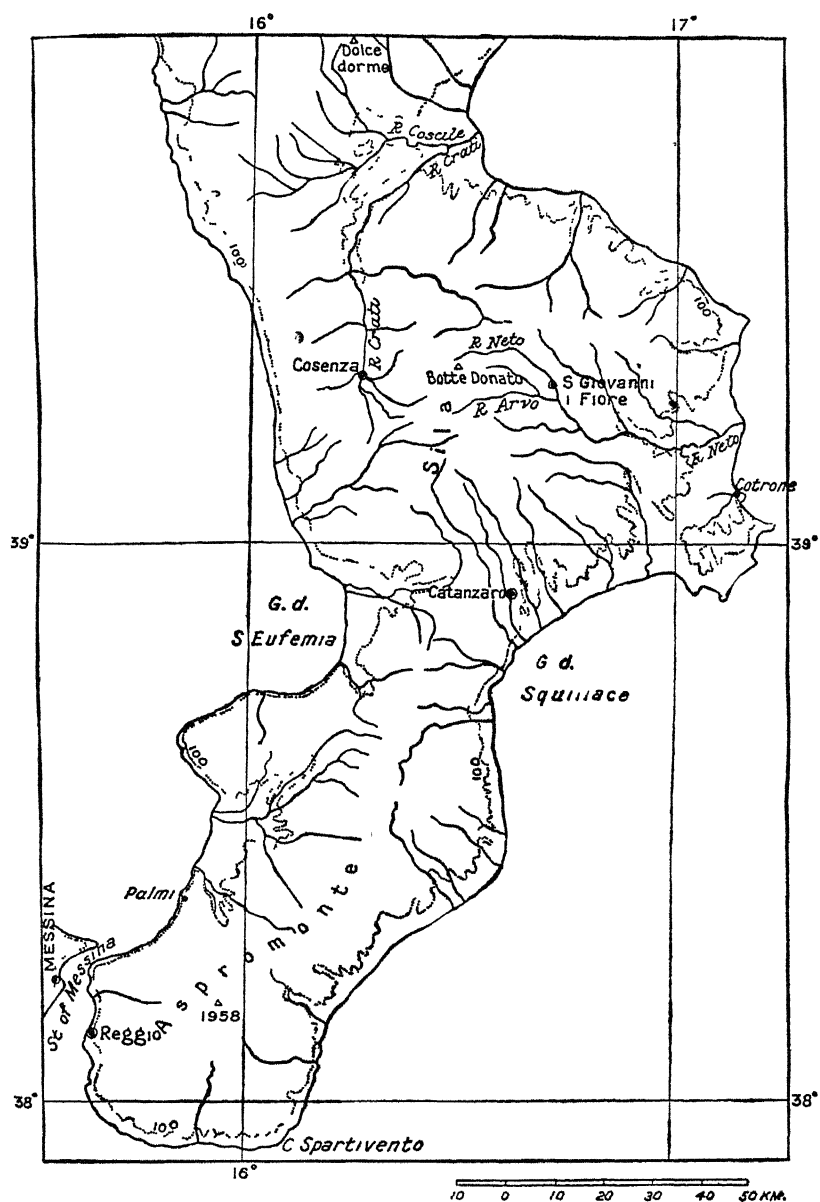 16° 17°
Dolce
dorme
R Coscile
R Crati
100
100
R Crati
R Neto
Cosenza
Botte Donato
S Giovanni
i Fiore
R Arvo
Sila
R Neto
Cotrone
39° 39°
Catanzaro
G. d.
S Eufemia
G d.
Squillace
100
100
Aspromonte
Palmi
MESSINA
St of Messina
1958
Reggio
38° 38°
100
C Spartivento
16°
10 0 10 20 30 40 50 KM.